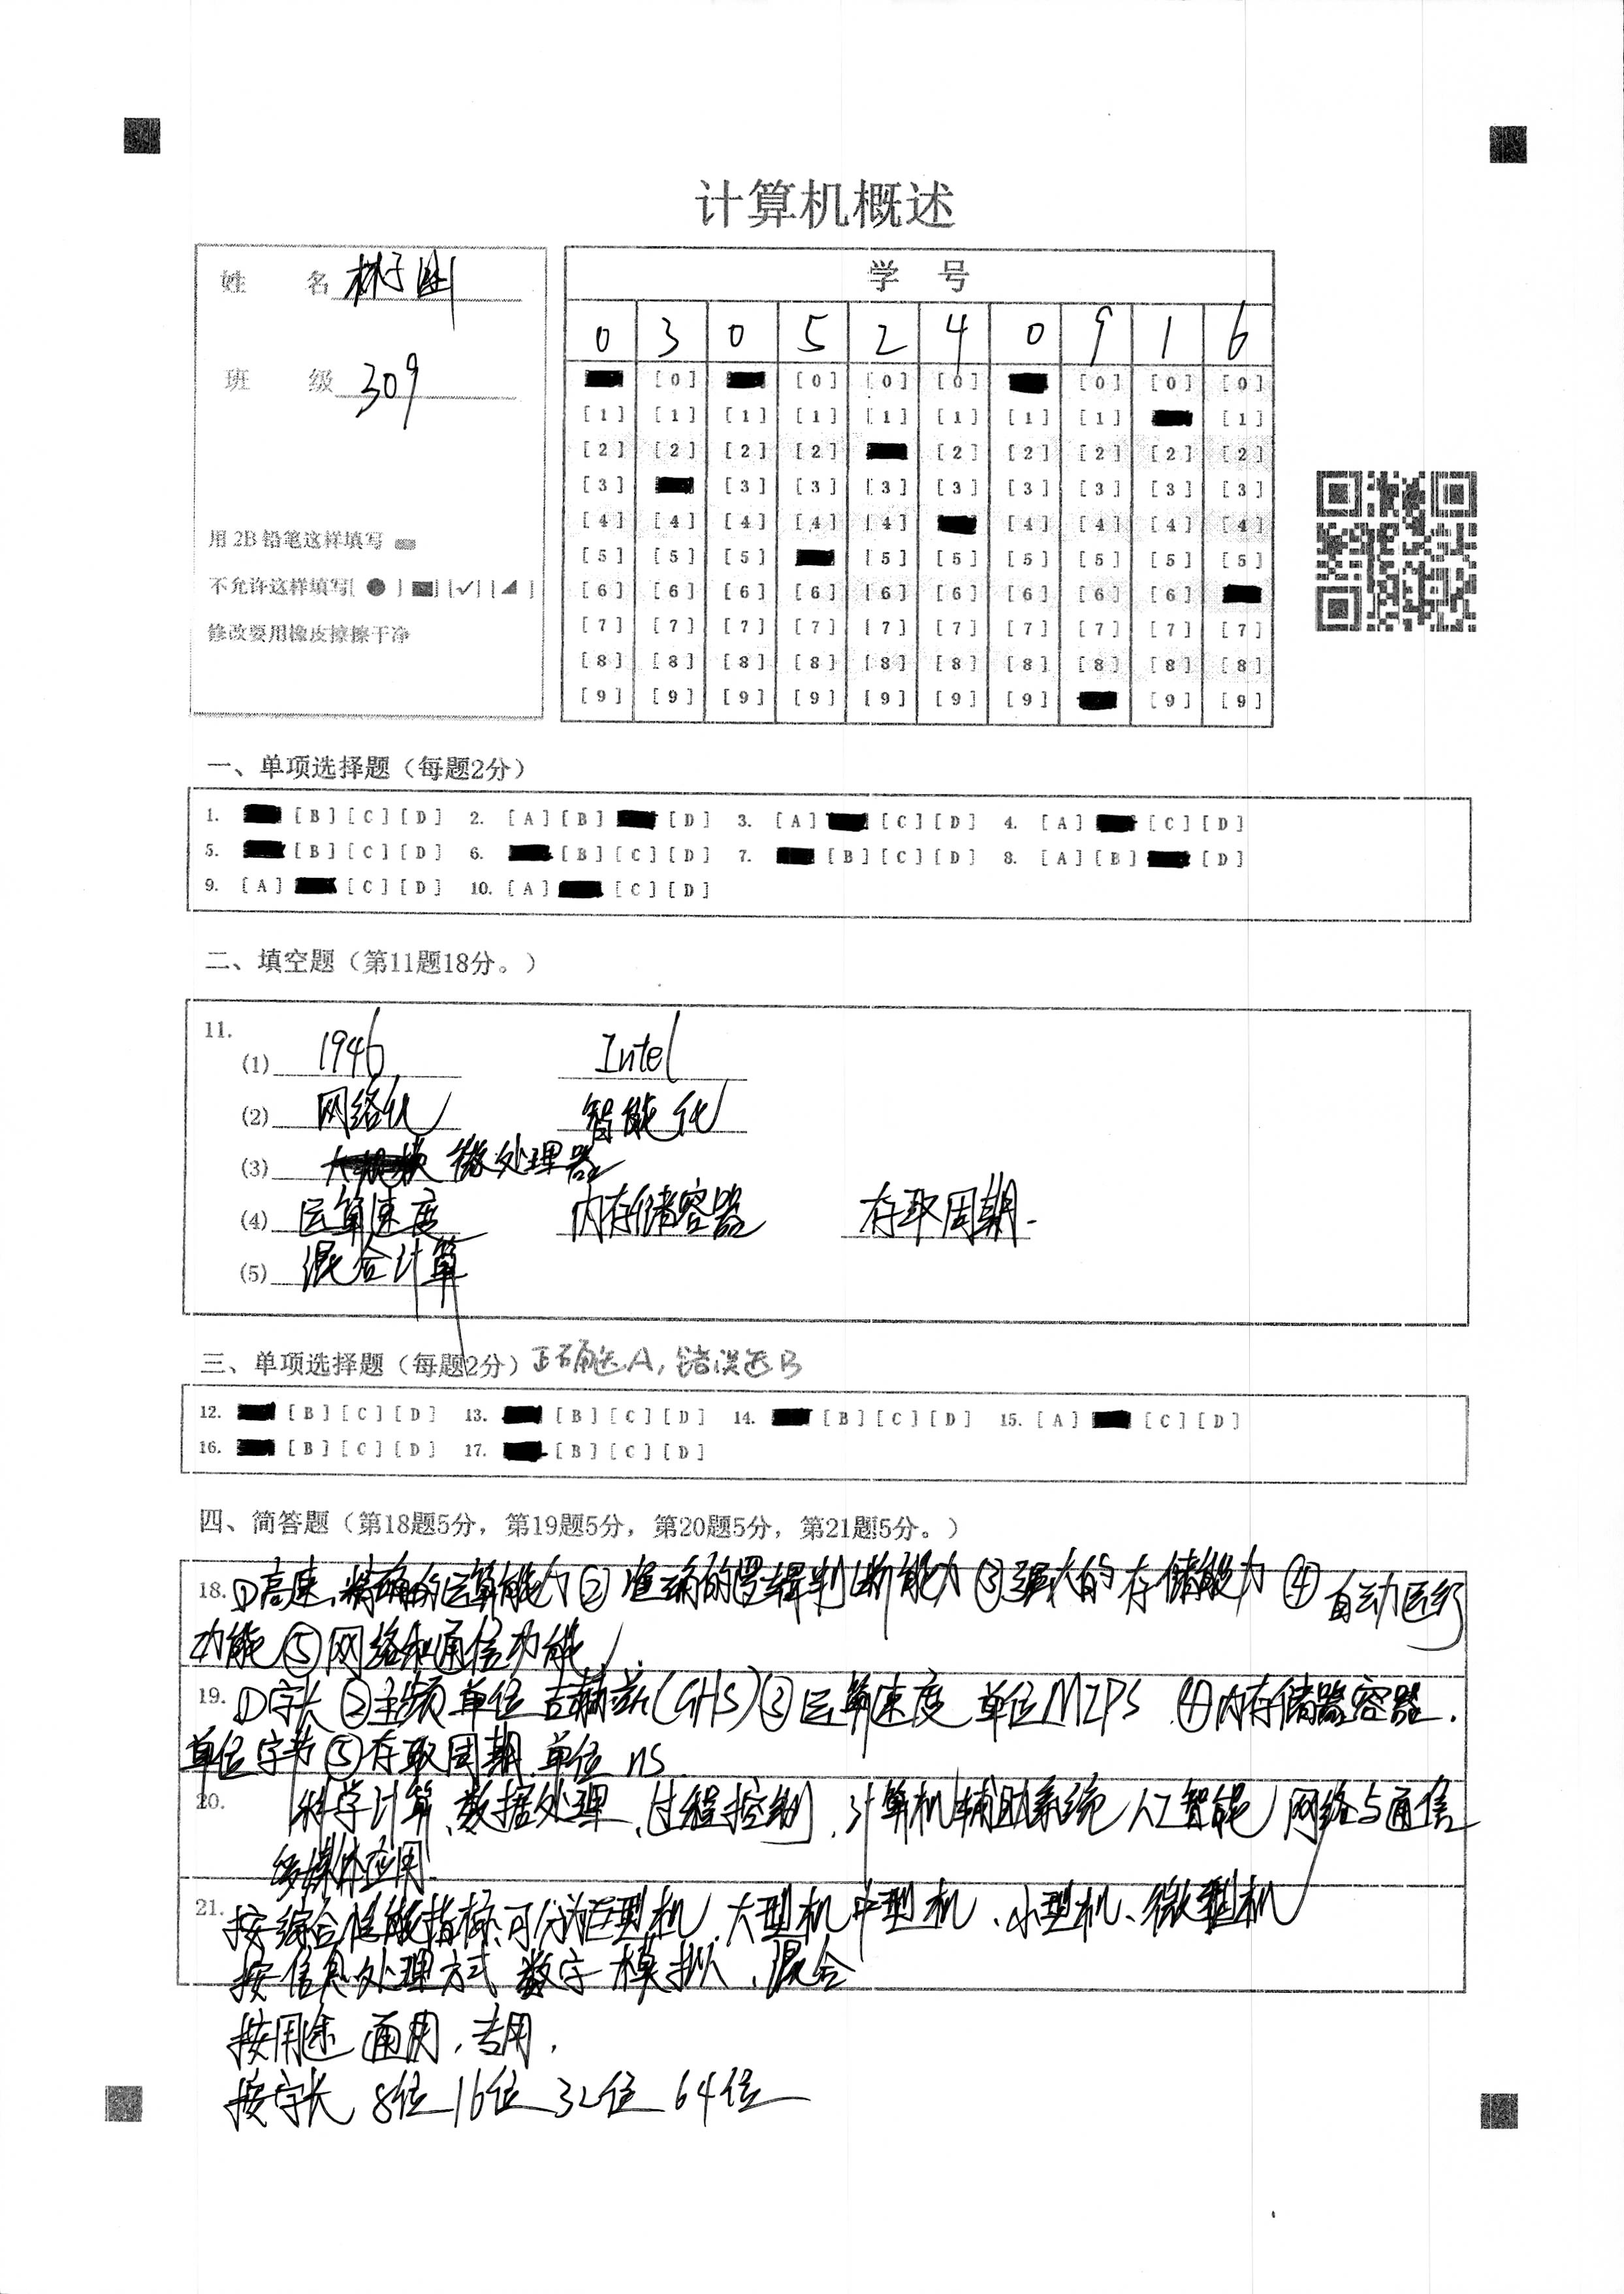 计算机概述
姓 名 林子
学 号
0 3 0 5 2 4 0 9 1 6
班 级 309
[0] [0] [0] [0] [0] [0] [0]
[1] [1] [1] [1] [1] [1] [1] [1] [1]
[2] [2] [2] [2] [2] [2] [2] [2] [2]
[3] [3] [3] [3] [3] [3] [3] [3] [3]
[4] [4] [4] [4] [4] [4] [4] [4] [4]
[5] [5] [5] [5] [5] [5] [5] [5] [5]
[6] [6] [6] [6] [6] [6] [6] [6] [6]
[7] [7] [7] [7] [7] [7] [7] [7] [7] [7]
[8] [8] [8] [8] [8] [8] [8] [8] [8] [8]
[9] [9] [9] [9] [9] [9] [9] [9] [9]
用 2B 铅笔这样填写
不允许这样填写[●] [■] [✓] [◢]
修改要用橡皮擦擦干净
一、单项选择题（每题2分）
1. [B] [C] [D] 2. [A] [B] [D] 3. [A] [C] [D] 4. [A] [C] [D]
5. [B] [C] [D] 6. [B] [C] [D] 7. [B] [C] [D] 8. [A] [B] [D]
9. [A] [C] [D] 10. [A] [C] [D]
二、填空题（第11题18分。）
11.
(1) 1946 Intel
(2) 网络化 智能化
(3) 微处理器
(4) 运算速度 内存储容器 存取周期.
(5) 混合计算
三、单项选择题（每题2分）正确选A，错误选B
12. [B] [C] [D] 13. [B] [C] [D] 14. [B] [C] [D] 15. [A] [C] [D]
16. [B] [C] [D] 17. [B] [C] [D]
四、简答题（第18题5分，第19题5分，第20题5分，第21题5分。）
18. ①高速、精确的运算能力 ② 准确的逻辑判断能力 ③强大的存储能力 ④ 自动运行
功能 ⑤网络和通信功能
19. ①字长 ②主频 单位 吉赫兹(GHS) ③运算速度 单位MIPS ④内存储器容器.
单位字节 ⑤存取周期 单位 ns
20. 科学计算、数据处理、过程控制、计算机辅助系统 人工智能 网络与通信
多媒体应用
21. 按综合性能指标可分为巨型机、大型机 中型机、小型机、微型机
按信息处理方式 数字 模拟、混合
按用途 通用、专用.
按字长 8位 16位 32位 64位